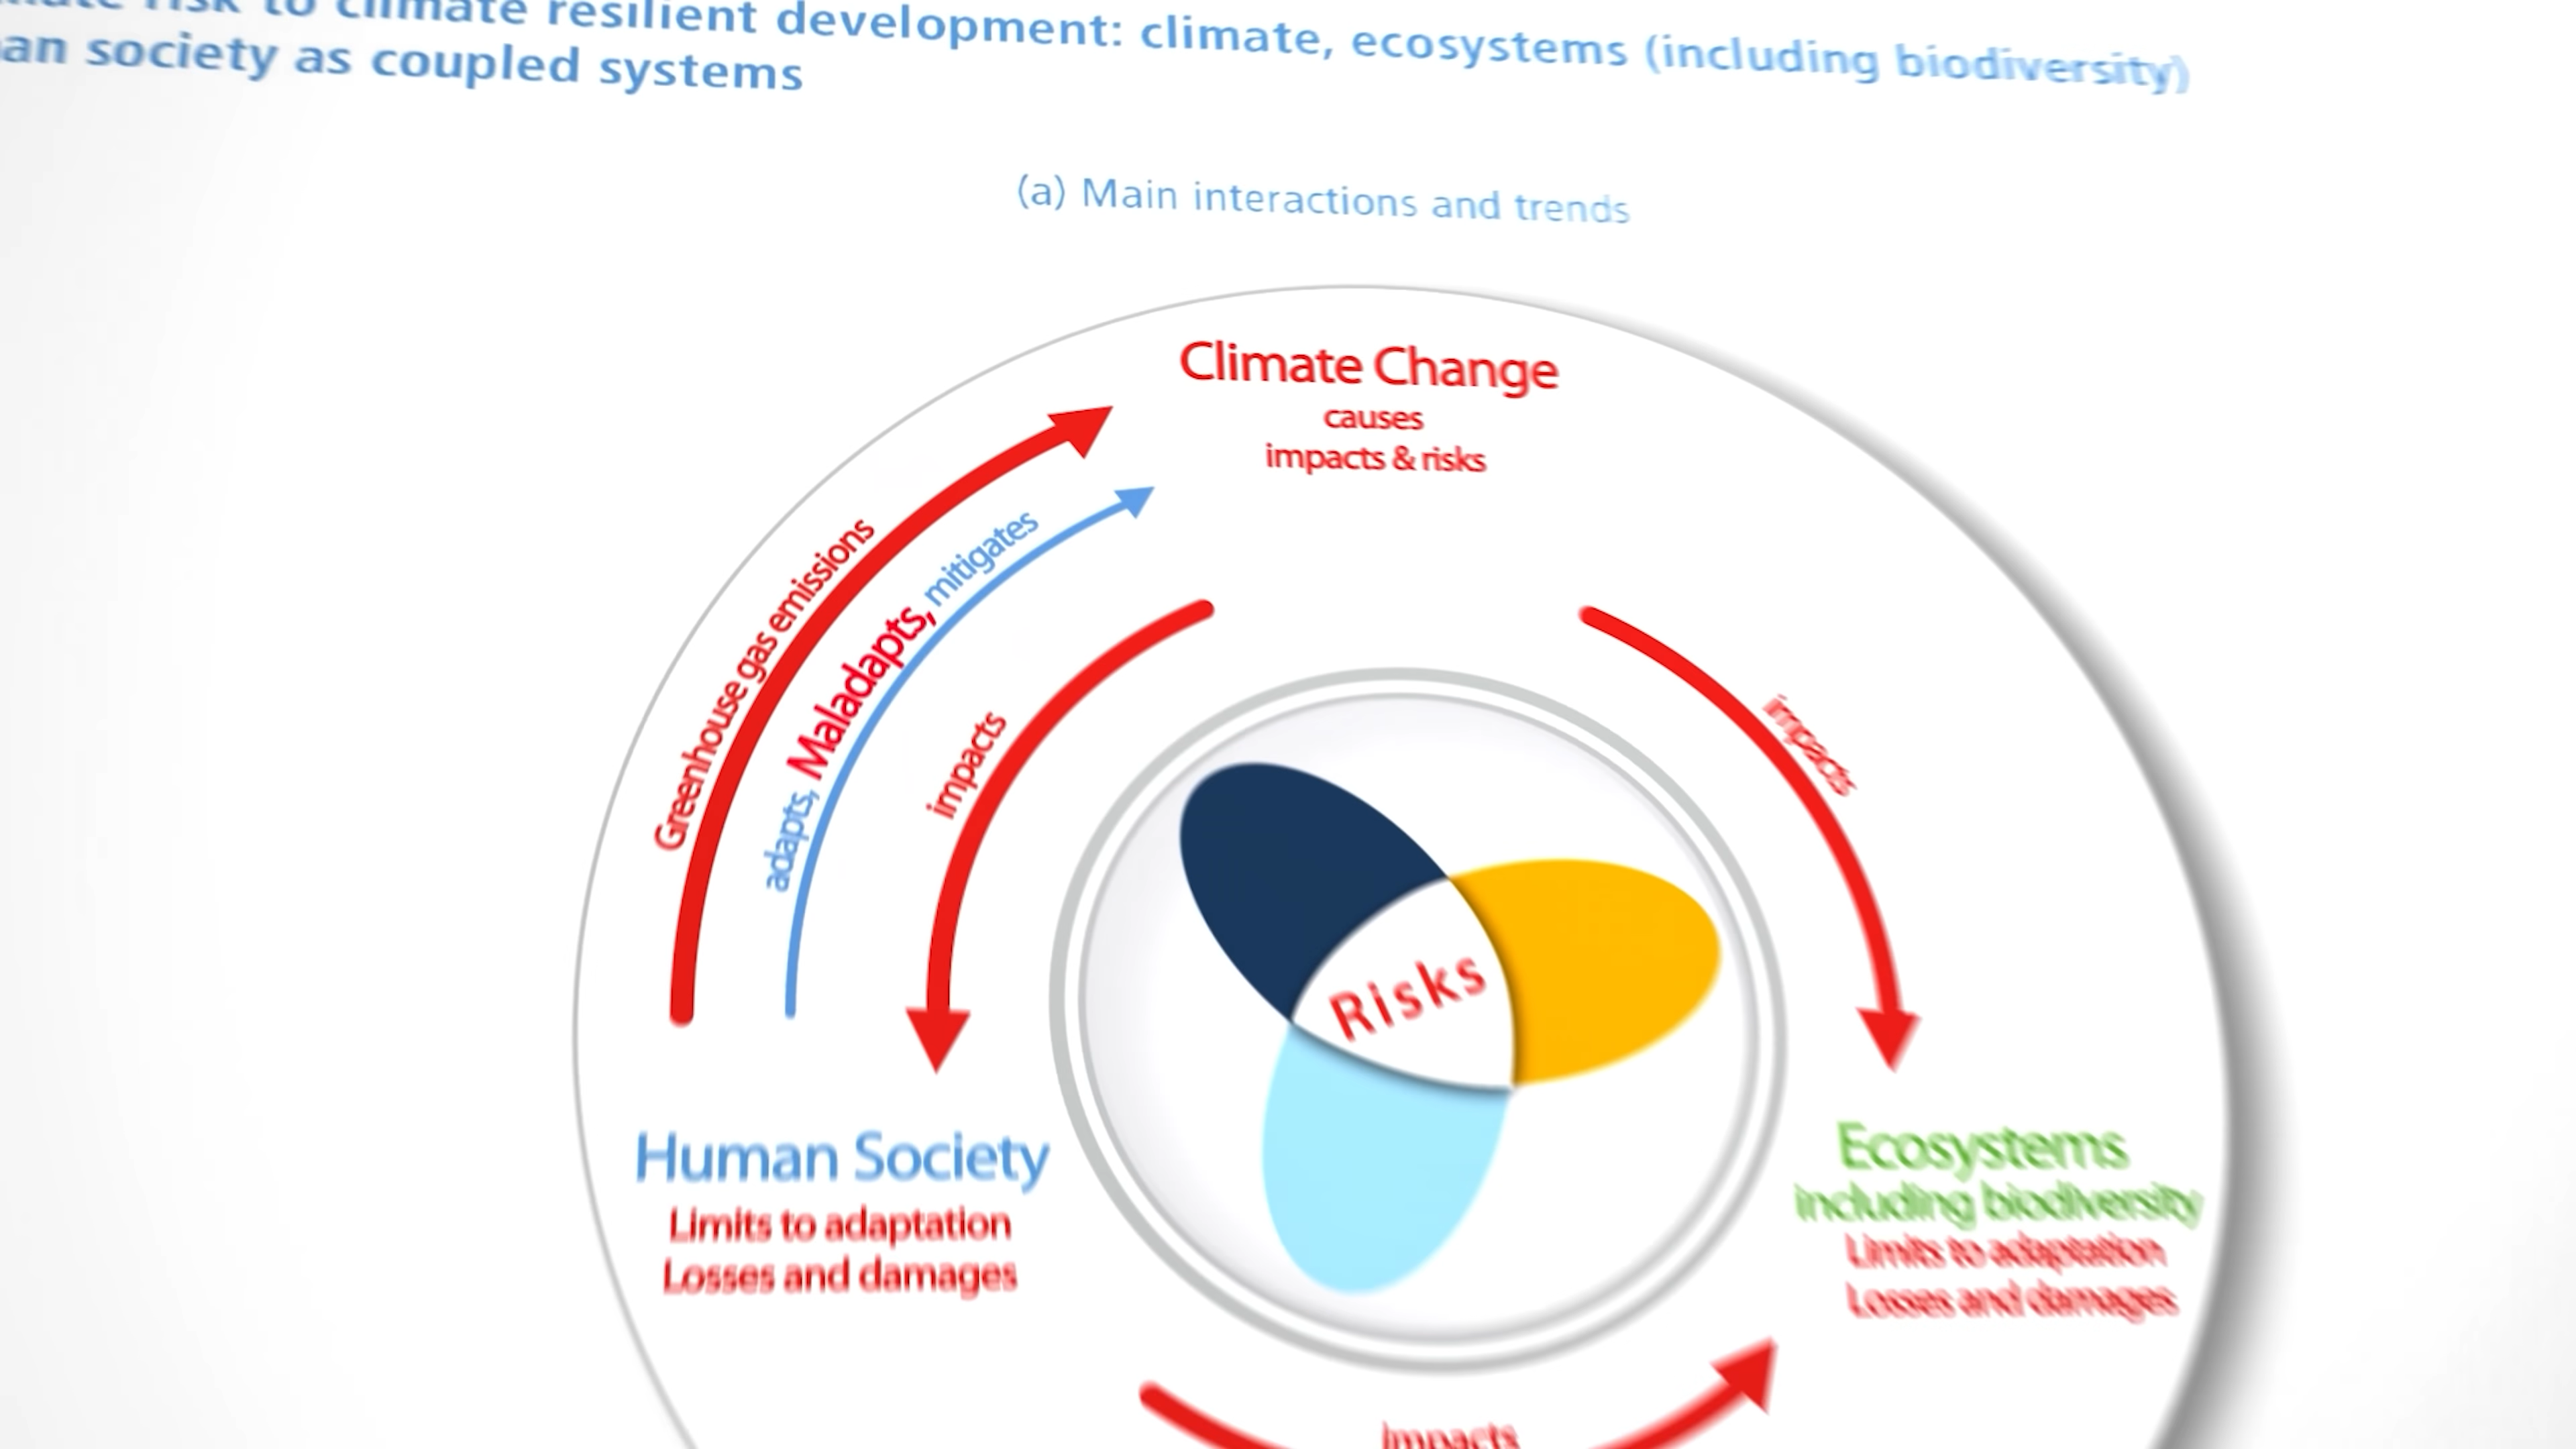 risk to climate resilient development: climate, ecosystems (including biodiversity)
society as coupled systems
(a) Main interactions and trends
Climate Change
causes
impacts & risks
Greenhouse gas emissions
adapts, Maladapts, mitigates
impacts
impacts
Risks
Human Society
Limits to adaptation
Losses and damages
Ecosystems
including biodiversity
Limits to adaptation
Losses and damages
Impacts